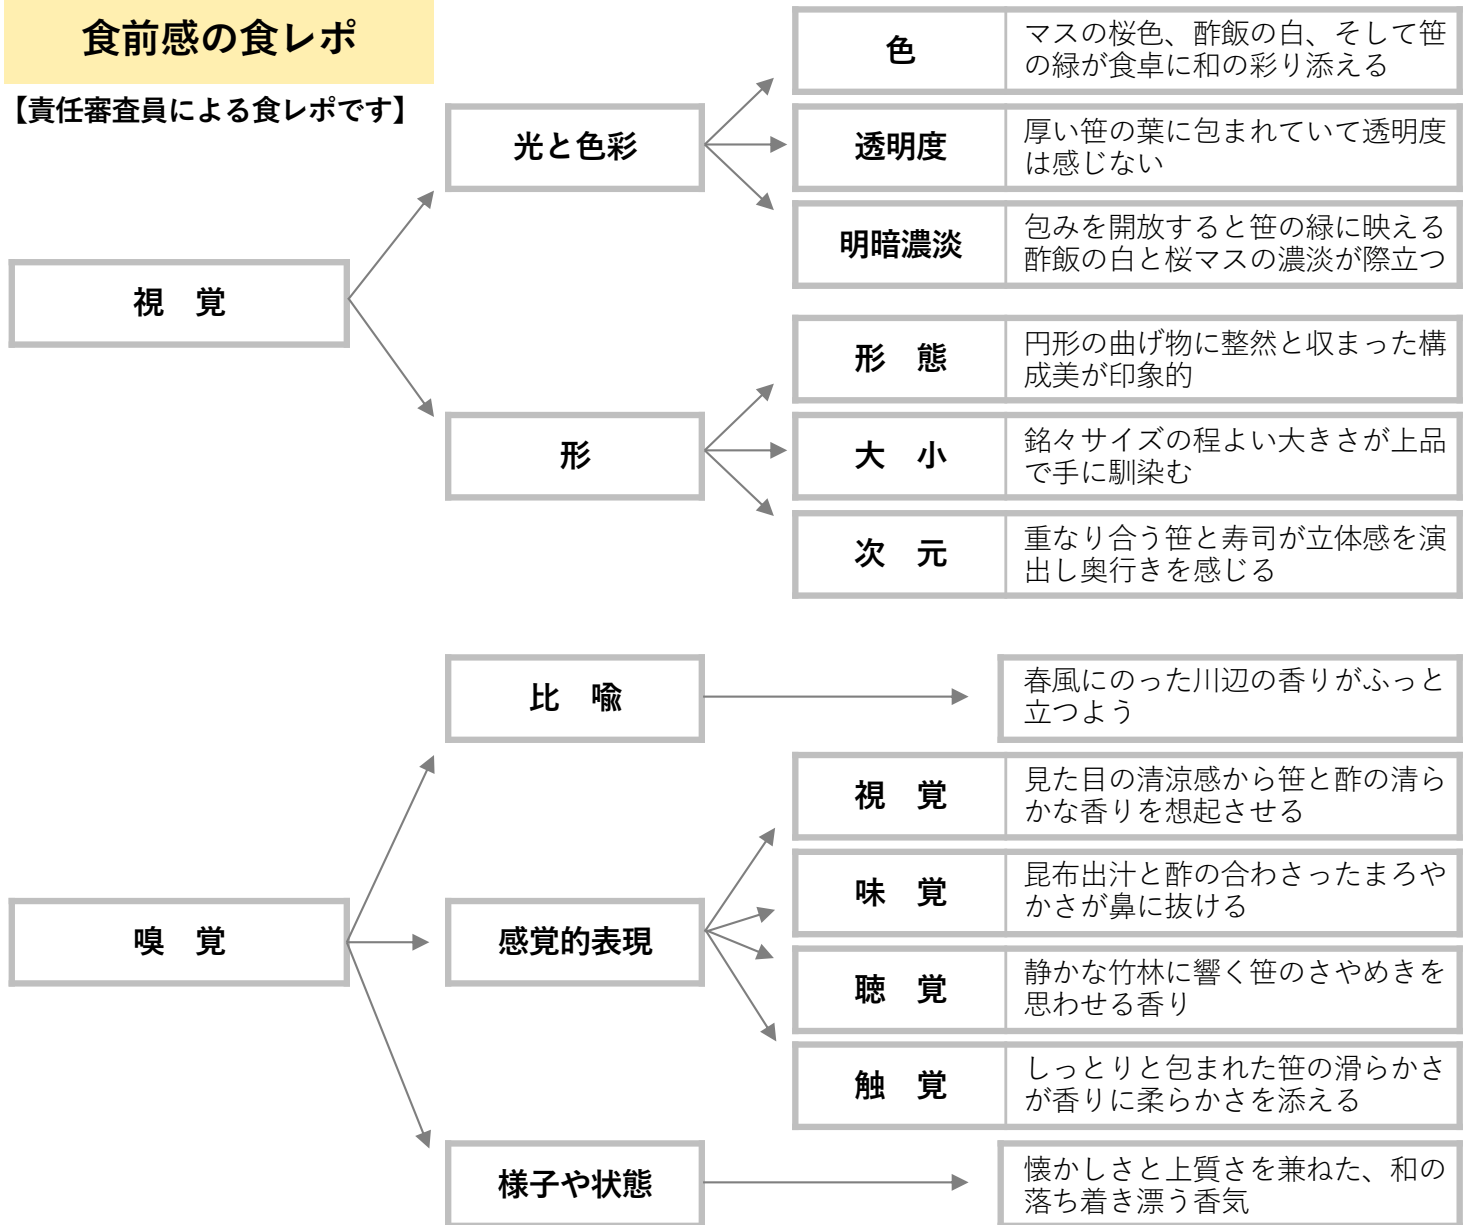 食前感の食レポ
【責任審査員による食レポです】
視　覚
光と色彩
色
マスの桜色、酢飯の白、そして笹
の緑が食卓に和の彩り添える
透明度
厚い笹の葉に包まれていて透明度
は感じない
明暗濃淡
包みを開放すると笹の緑に映える
酢飯の白と桜マスの濃淡が際立つ
形
形　態
円形の曲げ物に整然と収まった構
成美が印象的
大　小
銘々サイズの程よい大きさが上品
で手に馴染む
次　元
重なり合う笹と寿司が立体感を演
出し奥行きを感じる
嗅　覚
比　喩
春風にのった川辺の香りがふっと
立つよう
感覚的表現
視　覚
見た目の清涼感から笹と酢の清ら
かな香りを想起させる
味　覚
昆布出汁と酢の合わさったまろや
かさが鼻に抜ける
聴　覚
静かな竹林に響く笹のさやめきを
思わせる香り
触　覚
しっとりと包まれた笹の滑らかさ
が香りに柔らかさを添える
様子や状態
懐かしさと上質さを兼ねた、和の
落ち着き漂う香気